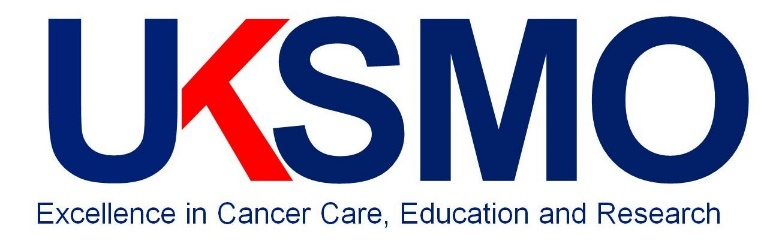 UKSMO
Excellence in Cancer Care, Education and Research